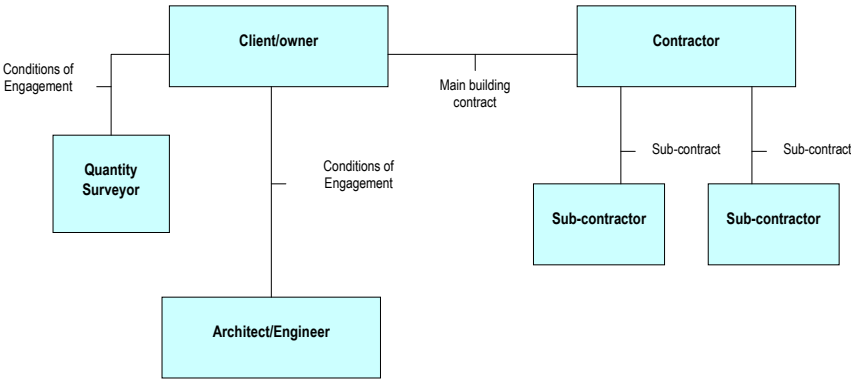 Client/owner
Contractor
Conditions of
Engagement
Main building
contract
Quantity
Surveyor
Conditions of
Engagement
Sub-contract
Sub-contract
Sub-contractor
Sub-contractor
Architect/Engineer